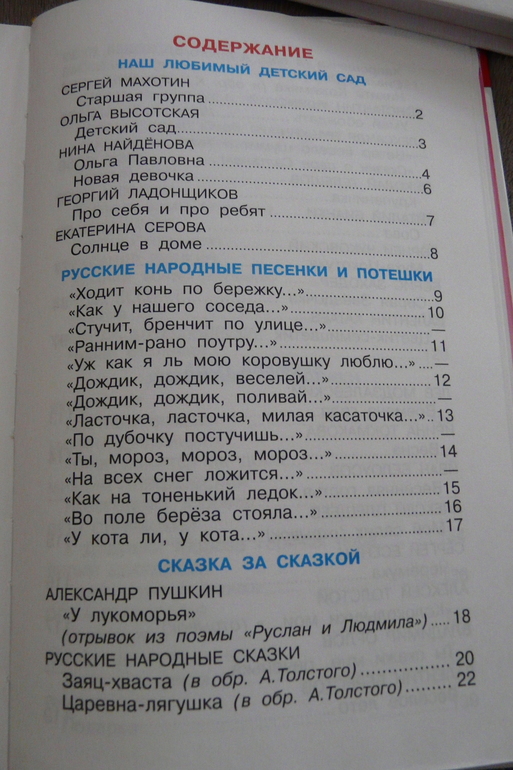 СОДЕРЖАНИЕ
НАШ ЛЮБИМЫЙ ДЕТСКИЙ САД
СЕРГЕЙ МАХОТИН
Старшая группа........2
ОЛЬГА ВЫСОТСКАЯ
Детский сад........3
НИНА НАЙДЁНОВА
Ольга Павловна........4
Новая девочка........6
ГЕОРГИЙ ЛАДОНЩИКОВ
Про себя и про ребят........7
ЕКАТЕРИНА СЕРОВА
Солнце в доме........8
РУССКИЕ НАРОДНЫЕ ПЕСЕНКИ И ПОТЕШКИ
«Ходит конь по бережку...»........9
«Как у нашего соседа...»........10
«Стучит, бренчит по улице...»........—
«Ранним-рано поутру...»........11
«Уж как я ль мою коровушку люблю...»....—
«Дождик, дождик, веселей...»........12
«Дождик, дождик, поливай...»........—
«Ласточка, ласточка, милая касаточка...»..13
«По дубочку постучишь...»........—
«Ты, мороз, мороз, мороз...»........14
«На всех снег ложится...»........—
«Как на тоненький ледок...»........15
«Во поле берёза стояла...»........16
«У кота ли, у кота...»........17
СКАЗКА ЗА СКАЗКОЙ
АЛЕКСАНДР ПУШКИН
«У лукоморья»
(отрывок из поэмы «Руслан и Людмила»).....18
РУССКИЕ НАРОДНЫЕ СКАЗКИ
Заяц-хваста (в обр. А.Толстого)........20
Царевна-лягушка (в обр. А.Толстого)........22